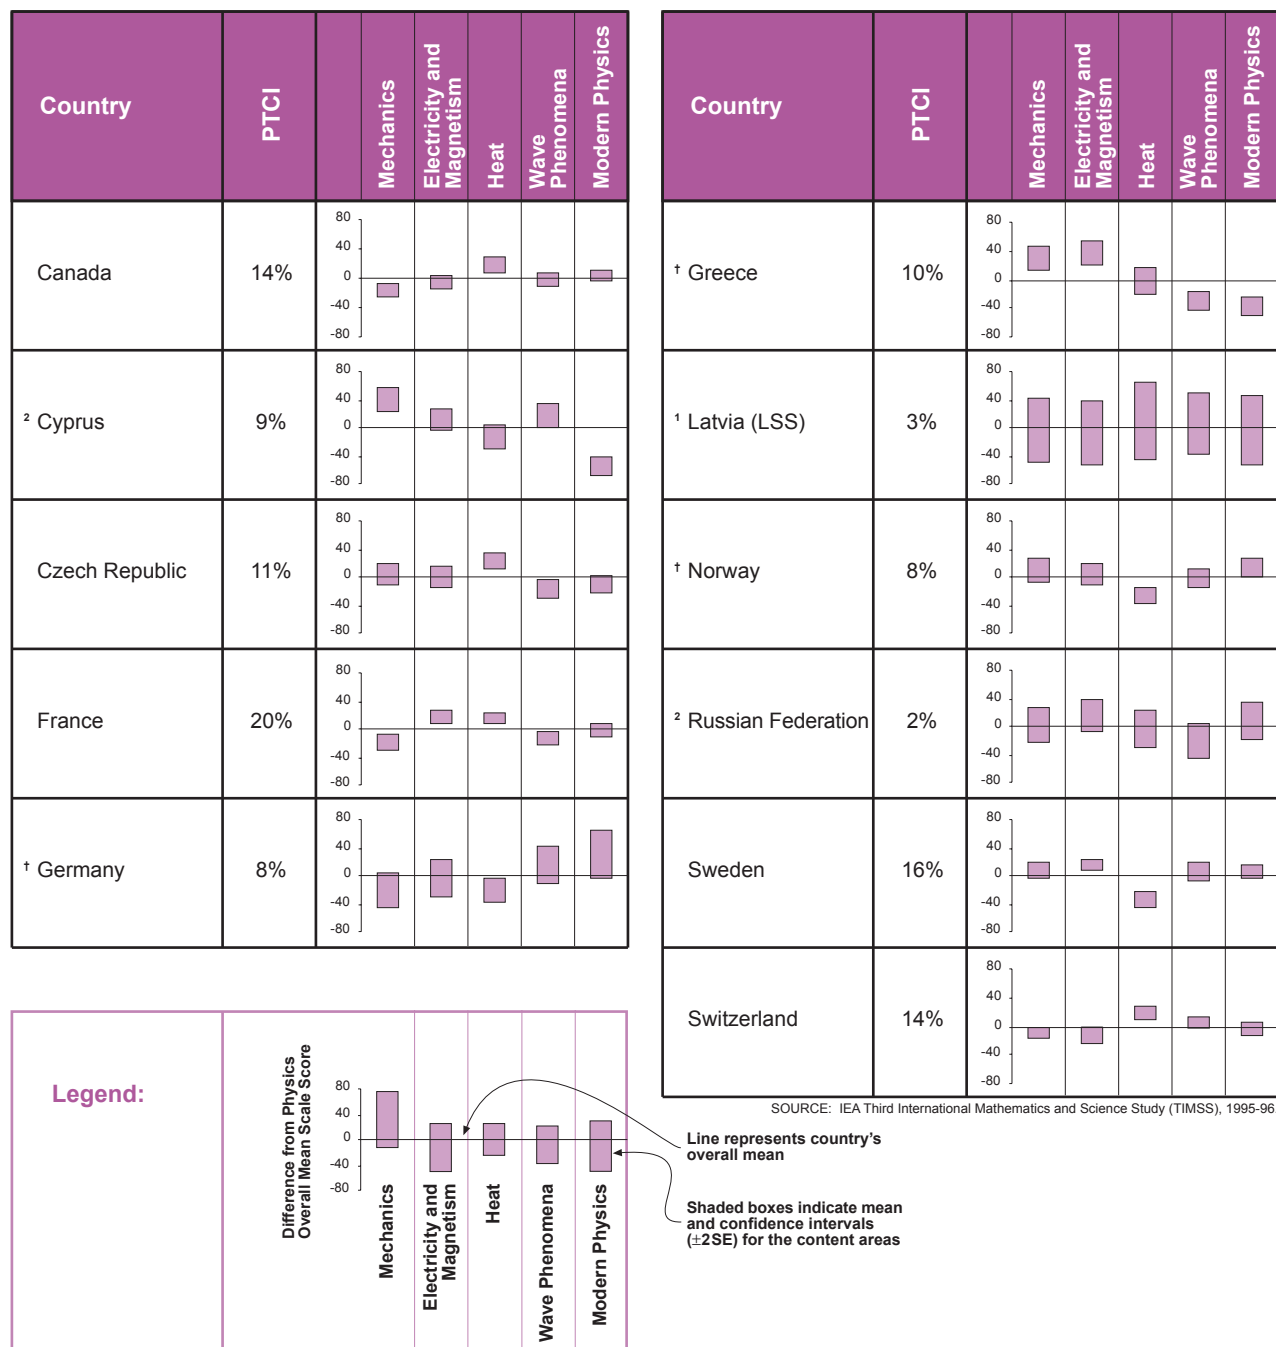 Country
PTCI
Mechanics
Electricity and
Magnetism
Heat
Wave
Phenomena
Modern Physics
Canada
14%
80
40
0
-40
-80
² Cyprus
9%
80
40
0
-40
-80
Czech Republic
11%
80
40
0
-40
-80
France
20%
80
40
0
-40
-80
† Germany
8%
80
40
0
-40
-80
Country
PTCI
Mechanics
Electricity and
Magnetism
Heat
Wave
Phenomena
Modern Physics
† Greece
10%
80
40
0
-40
-80
¹ Latvia (LSS)
3%
80
40
0
-40
-80
† Norway
8%
80
40
0
-40
-80
² Russian Federation
2%
80
40
0
-40
-80
Sweden
16%
80
40
0
-40
-80
Switzerland
14%
80
40
0
-40
-80
SOURCE: IEA Third International Mathematics and Science Study (TIMSS), 1995-96.
Legend:
Difference from Physics
Overall Mean Scale Score
80
40
0
-40
-80
Mechanics
Electricity and
Magnetism
Heat
Wave Phenomena
Modern Physics
Line represents country's
overall mean
Shaded boxes indicate mean
and confidence intervals
(±2SE) for the content areas